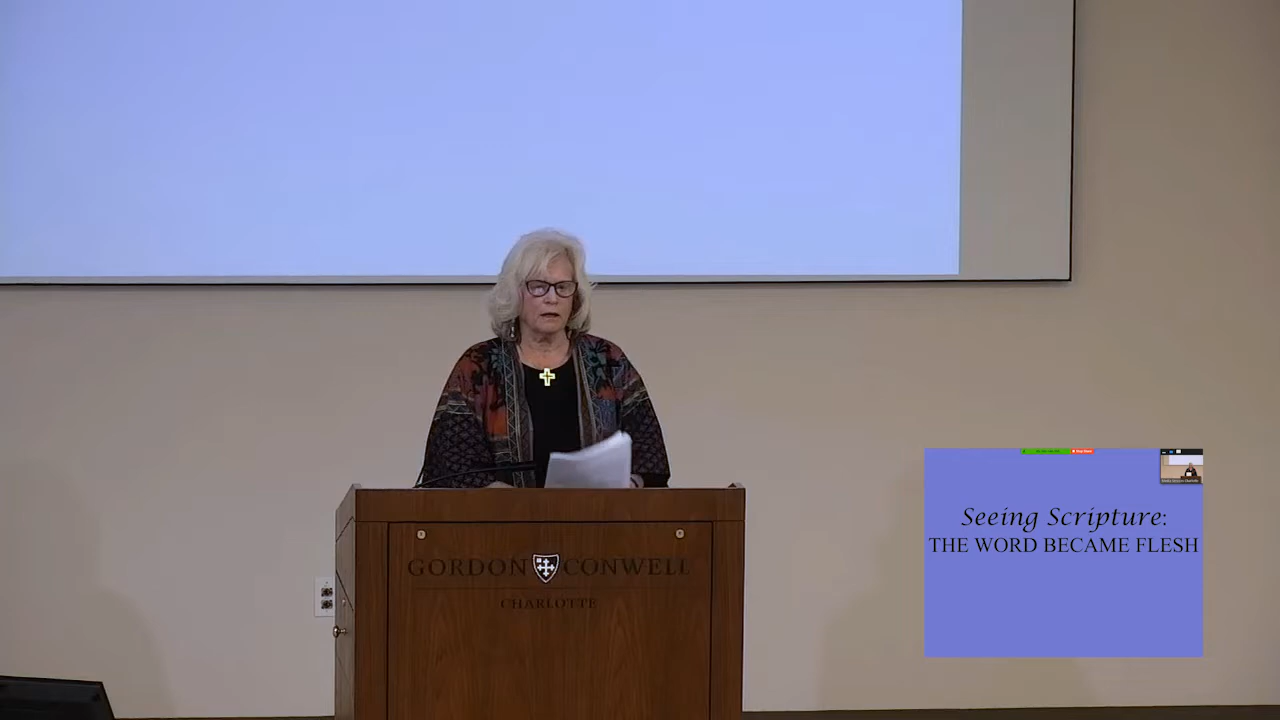 GORDON CONWELL
CHARLOTTE
Seeing Scripture:
THE WORD BECAME FLESH